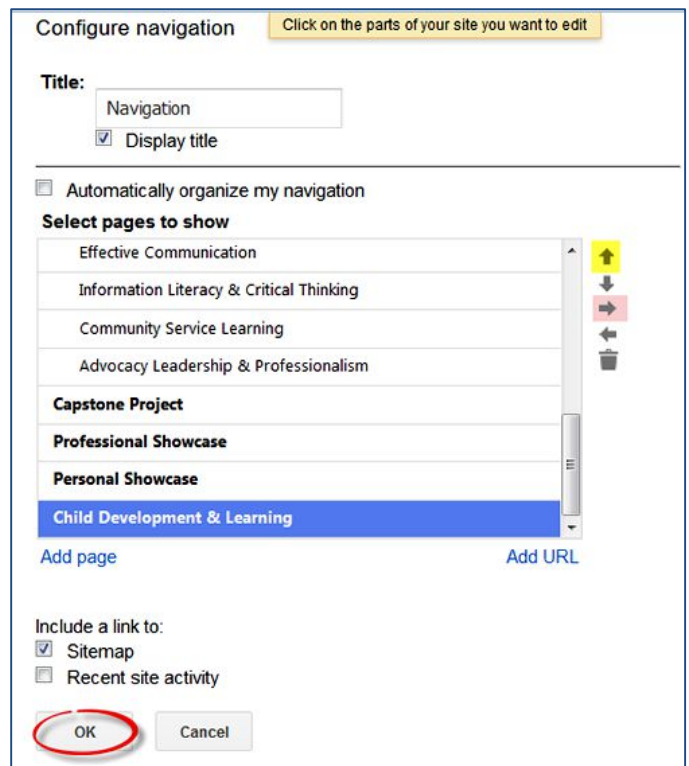 Configure navigation
Click on the parts of your site you want to edit
Title:
Navigation
Display title
Automatically organize my navigation
Select pages to show
Effective Communication
Information Literacy & Critical Thinking
Community Service Learning
Advocacy Leadership & Professionalism
Capstone Project
Professional Showcase
Personal Showcase
Child Development & Learning
Add page Add URL
Include a link to:
Sitemap
Recent site activity
OK Cancel